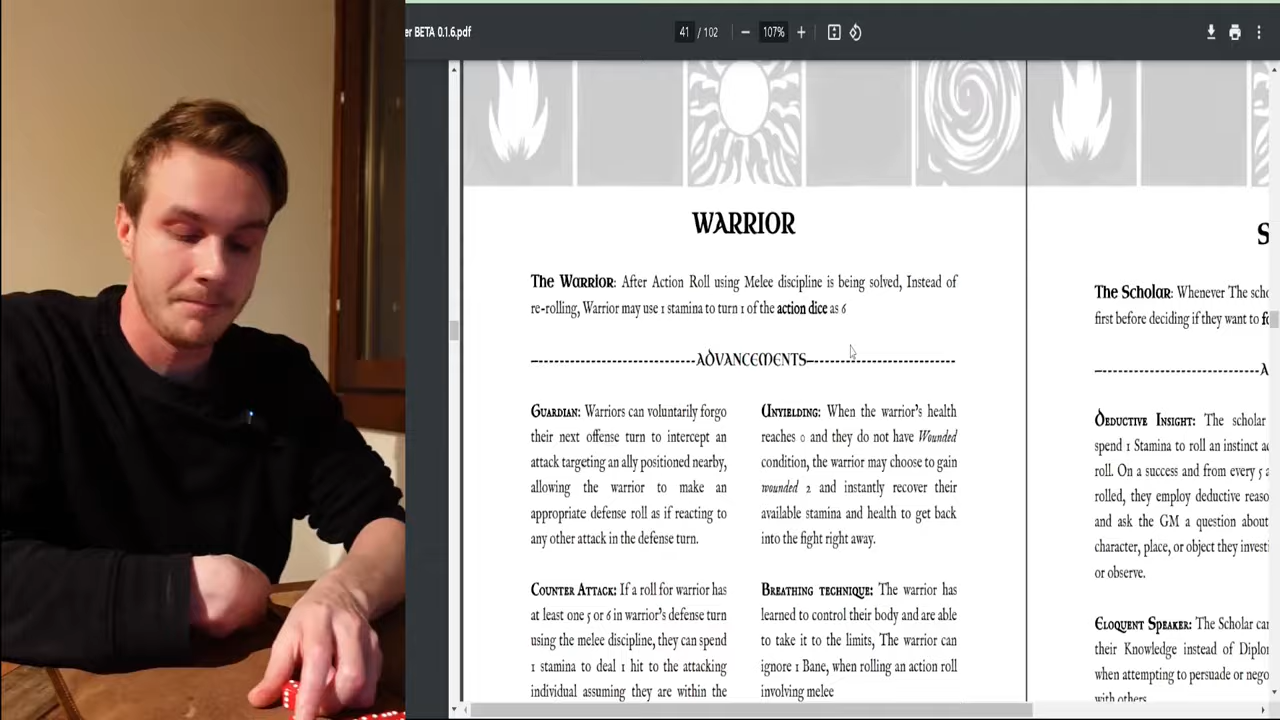 er BETA 0.1.6.pdf
41 / 102
107%
WARRIOR
The Warrior: After Action Roll using Melee discipline is being solved, Instead of
re-rolling, Warrior may use 1 stamina to turn 1 of the action dice as 6
ADVANCEMENTS
Guardian: Warriors can voluntarily forgo
their next offense turn to intercept an
attack targeting an ally positioned nearby,
allowing the warrior to make an
appropriate defense roll as if reacting to
any other attack in the defense turn.
Counter Attack: If a roll for warrior has
at least one 5 or 6 in warrior's defense turn
using the melee discipline, they can spend
1 stamina to deal 1 hit to the attacking
individual assuming they are within the
Unyielding: When the warrior's health
reaches 0 and they do not have Wounded
condition, the warrior may choose to gain
wounded 2 and instantly recover their
available stamina and health to get back
into the fight right away.
Breathing technique: The warrior has
learned to control their body and are able
to take it to the limits, The warrior can
ignore 1 Bane, when rolling an action roll
involving melee
S
The Scholar: Whenever The scho
first before deciding if they want to fo
A
Deductive Insight: The scholar
spend 1 Stamina to roll an instinct a
roll. On a success and from every 5 a
rolled, they employ deductive reaso
and ask the GM a question about
character, place, or object they investi
or observe.
Eloquent Speaker: The Scholar can
their Knowledge instead of Diplon
when attempting to persuade or nego
with others.